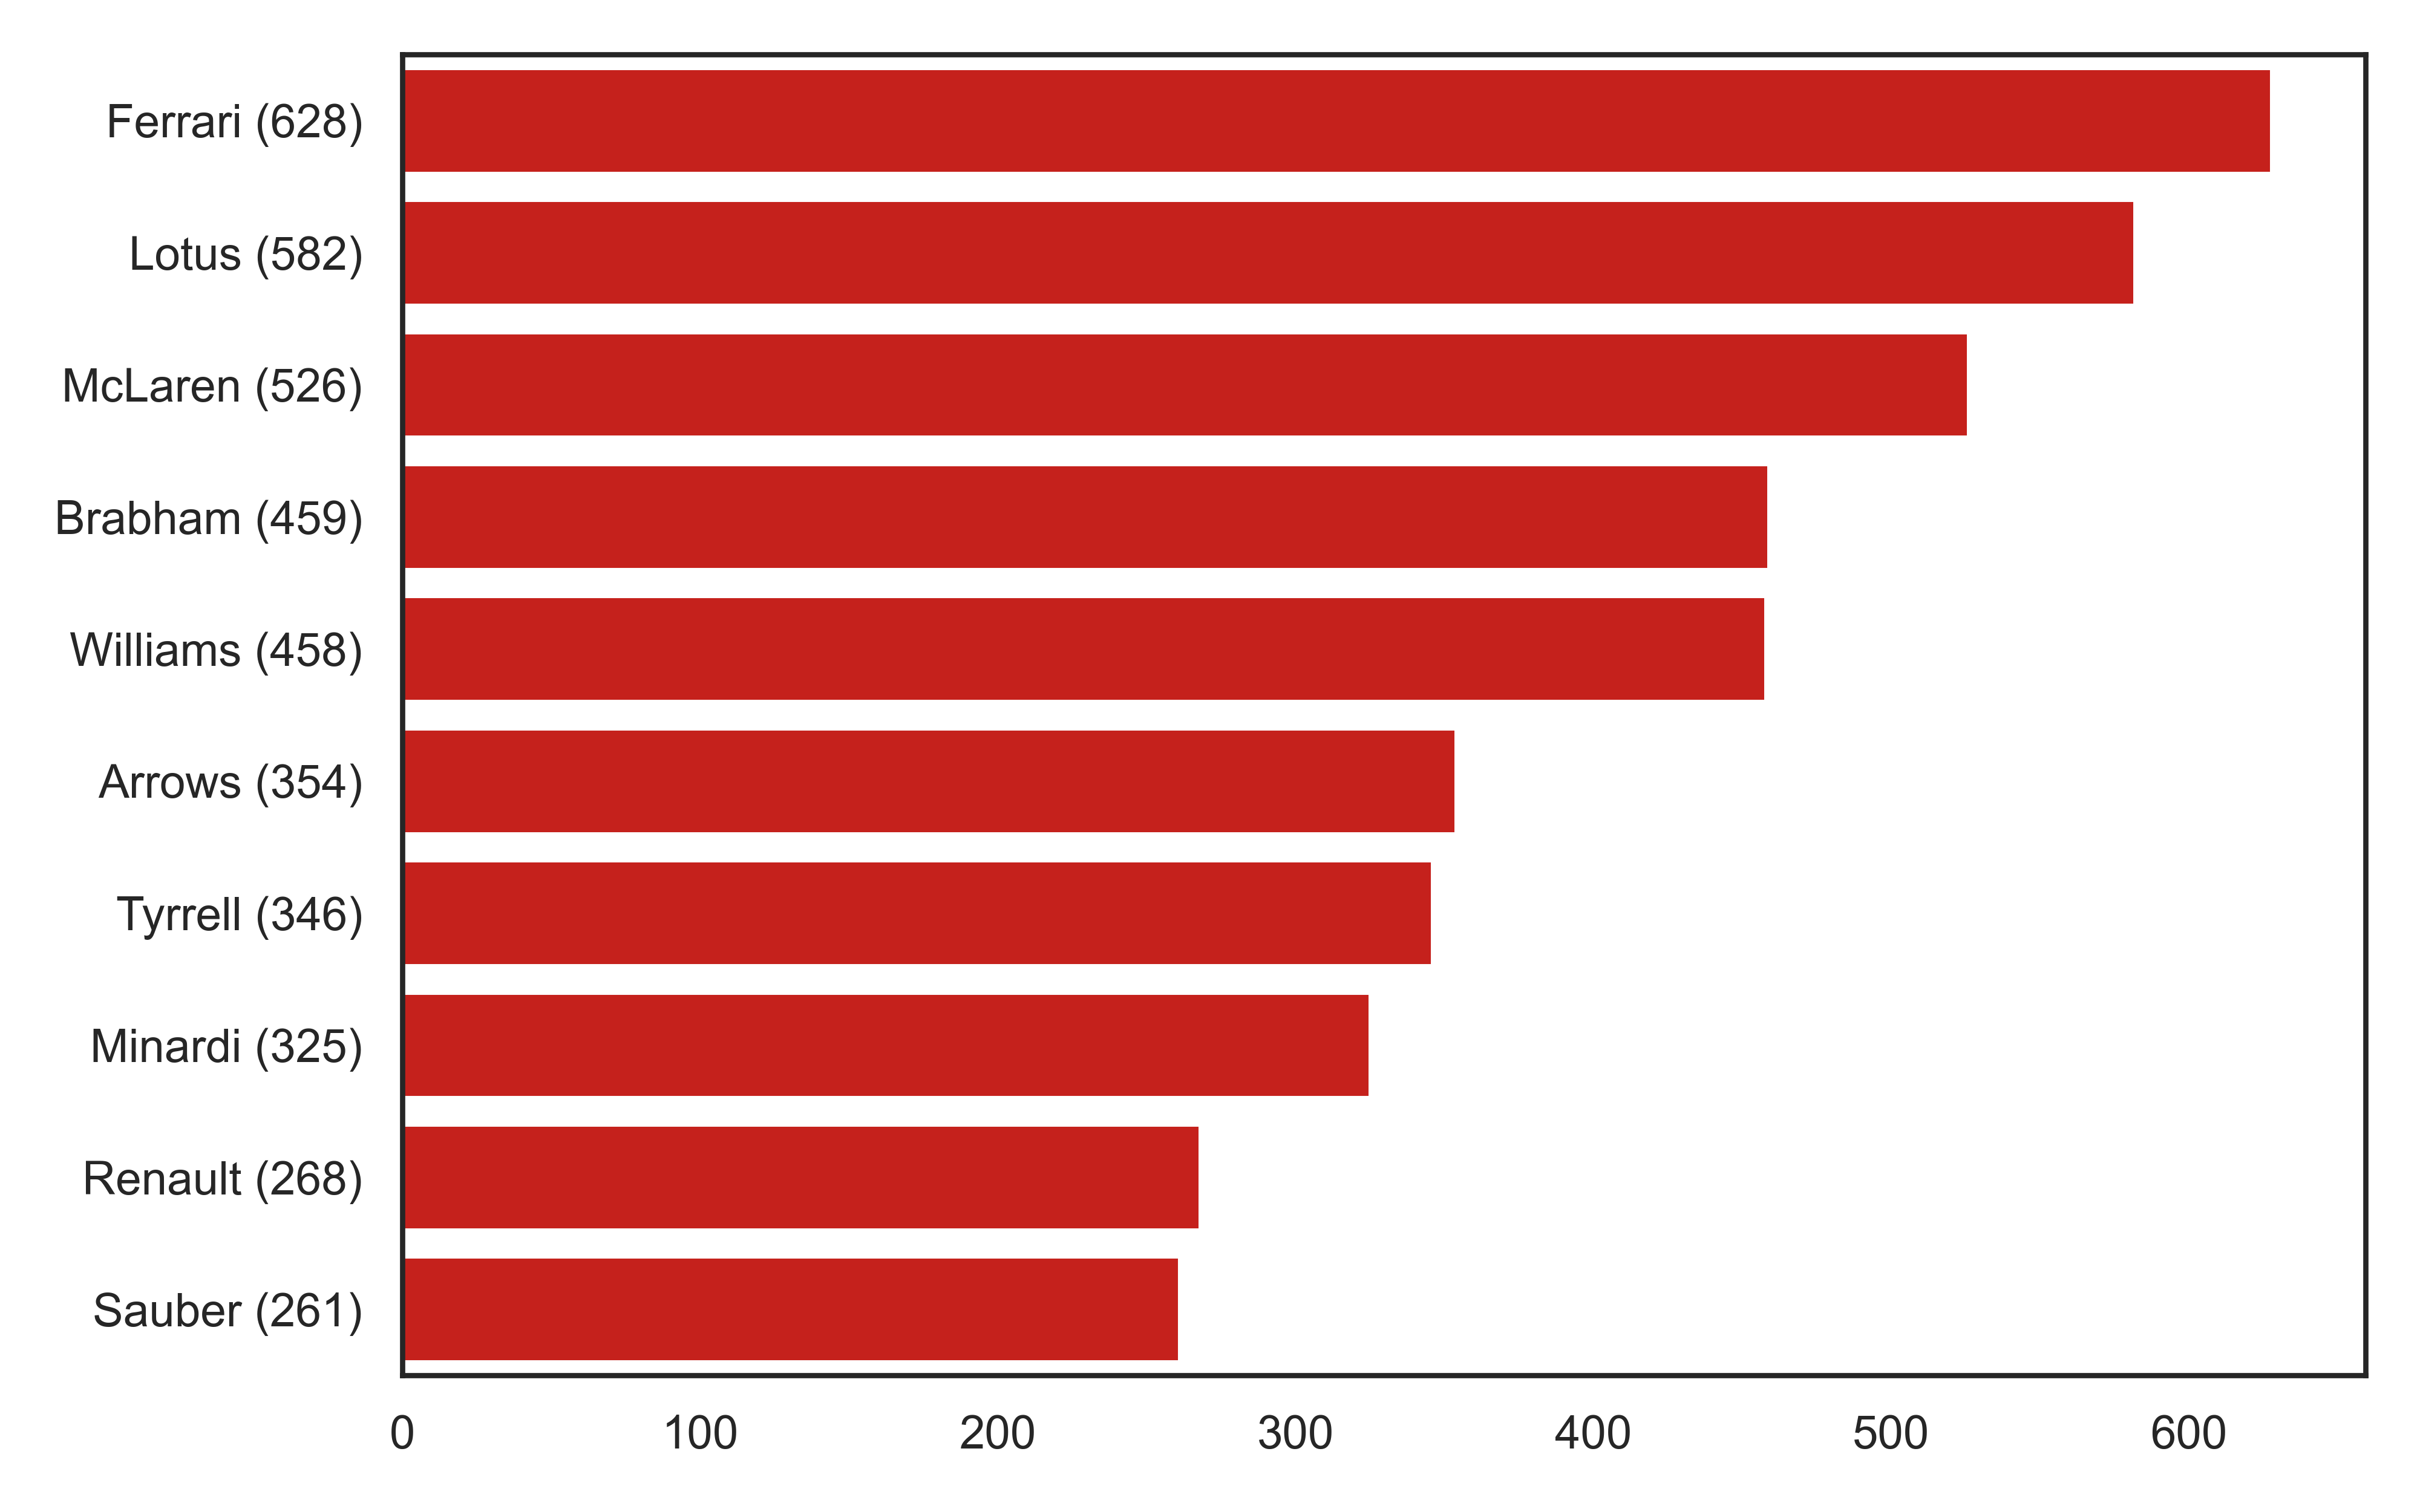 Ferrari (628)
Lotus (582)
McLaren (526)
Brabham (459)
Williams (458)
Arrows (354)
Tyrrell (346)
Minardi (325)
Renault (268)
Sauber (261)
0 100 200 300 400 500 600